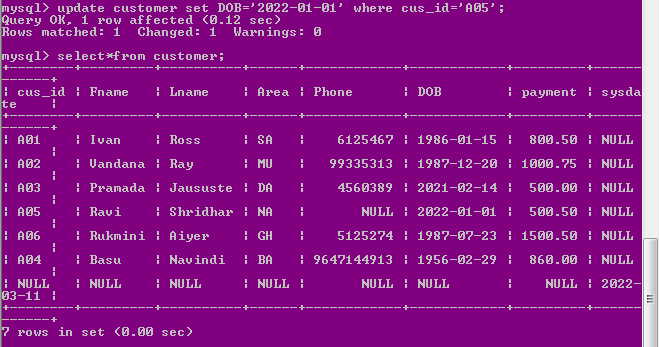 mysql> update customer set DOB='2022-01-01' where cus_id='A05';
Query OK, 1 row affected (0.12 sec)
Rows matched: 1  Changed: 1  Warnings: 0
mysql> select*from customer;
+--------+---------+----------+------+------------+------------+---------+------
------+
| cus_id | Fname   | Lname    | Area | Phone      | DOB        | payment | sysda
te    |
+--------+---------+----------+------+------------+------------+---------+------
------+
| A01    | Ivan    | Ross     | SA   |    6125467 | 1986-01-15 |  800.50 | NULL
      |
| A02    | Vandana | Ray      | MU   |   99335313 | 1987-12-20 | 1000.75 | NULL
      |
| A03    | Pramada | Jaususte | DA   |    4560389 | 2021-02-14 |  500.00 | NULL
      |
| A05    | Ravi    | Shridhar | NA   |       NULL | 2022-01-01 |  500.50 | NULL
      |
| A06    | Rukmini | Aiyer    | GH   |    5125274 | 1987-07-23 | 1500.50 | NULL
      |
| A04    | Basu    | Navindi  | BA   | 9647144913 | 1956-02-29 |  860.00 | NULL
      |
| NULL   | NULL    | NULL     | NULL |       NULL | NULL       |    NULL | 2022-
03-11 |
+--------+---------+----------+------+------------+------------+---------+------
------+
7 rows in set (0.00 sec)